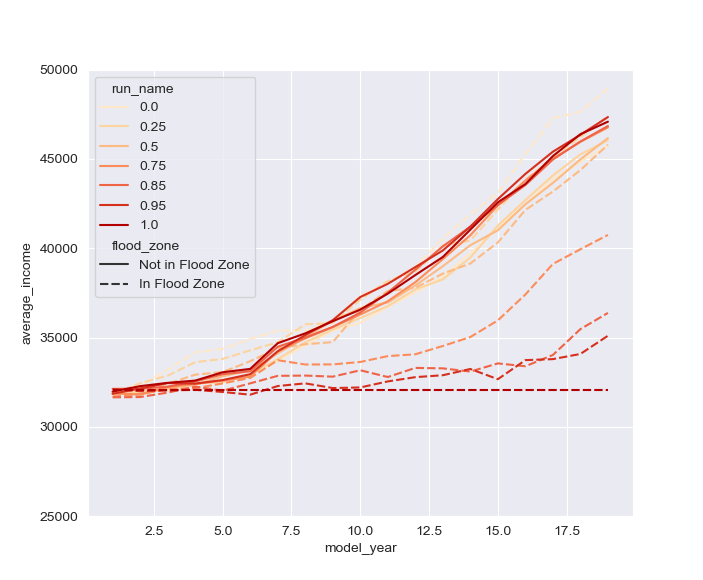 50000
45000
40000
35000
30000
25000
average_income
run_name
0.0
0.25
0.5
0.75
0.85
0.95
1.0
flood_zone
Not in Flood Zone
In Flood Zone
2.5 5.0 7.5 10.0 12.5 15.0 17.5
model_year